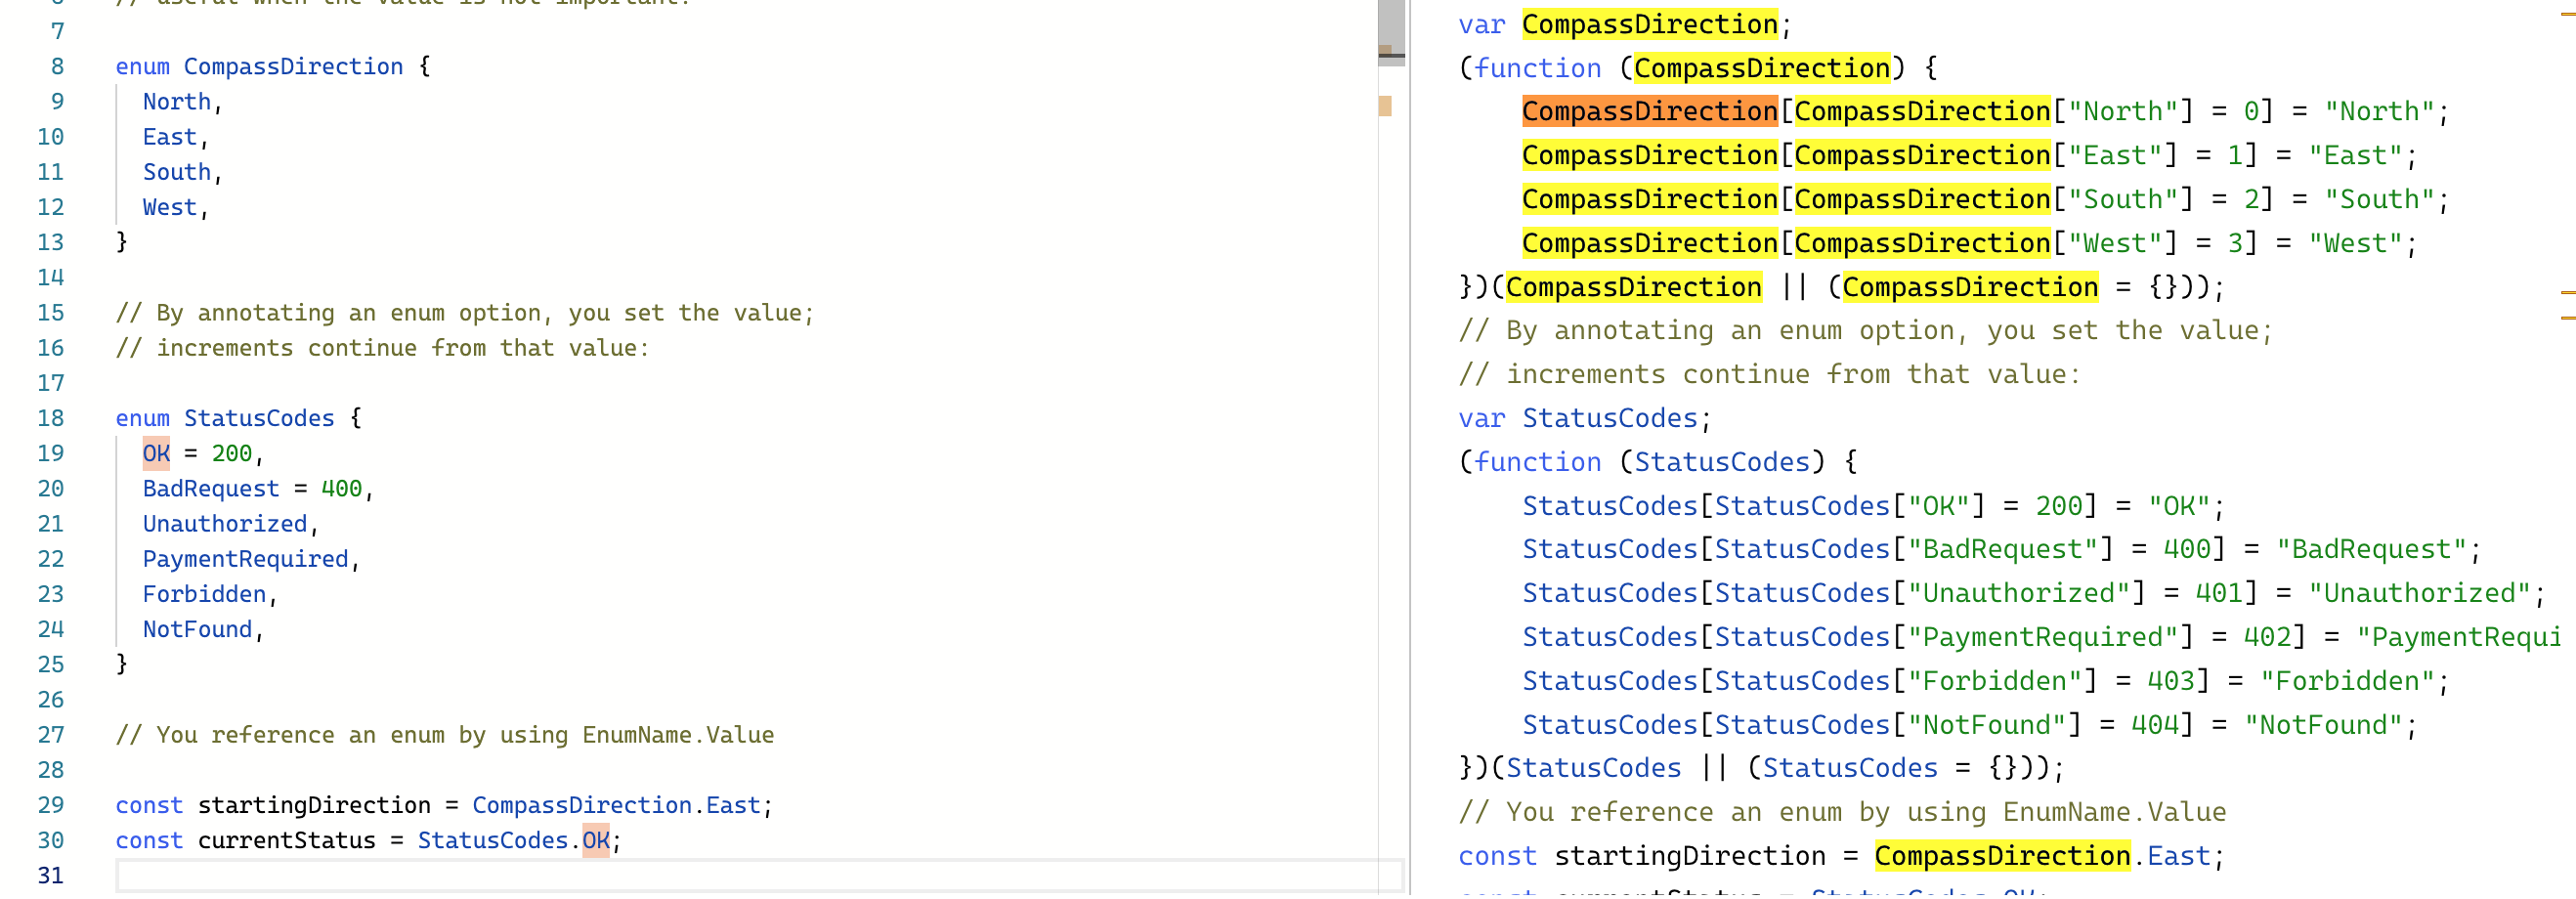 // useful when the value is not important.
7
8 enum CompassDirection {
9 North,
10 East,
11 South,
12 West,
13 }
14
15 // By annotating an enum option, you set the value;
16 // increments continue from that value:
17
18 enum StatusCodes {
19 OK = 200,
20 BadRequest = 400,
21 Unauthorized,
22 PaymentRequired,
23 Forbidden,
24 NotFound,
25 }
26
27 // You reference an enum by using EnumName.Value
28
29 const startingDirection = CompassDirection.East;
30 const currentStatus = StatusCodes.OK;
31
var CompassDirection;
(function (CompassDirection) {
CompassDirection[CompassDirection["North"] = 0] = "North";
CompassDirection[CompassDirection["East"] = 1] = "East";
CompassDirection[CompassDirection["South"] = 2] = "South";
CompassDirection[CompassDirection["West"] = 3] = "West";
})(CompassDirection || (CompassDirection = {}));
// By annotating an enum option, you set the value;
// increments continue from that value:
var StatusCodes;
(function (StatusCodes) {
StatusCodes[StatusCodes["OK"] = 200] = "OK";
StatusCodes[StatusCodes["BadRequest"] = 400] = "BadRequest";
StatusCodes[StatusCodes["Unauthorized"] = 401] = "Unauthorized";
StatusCodes[StatusCodes["PaymentRequired"] = 402] = "PaymentRequi
StatusCodes[StatusCodes["Forbidden"] = 403] = "Forbidden";
StatusCodes[StatusCodes["NotFound"] = 404] = "NotFound";
})(StatusCodes || (StatusCodes = {}));
// You reference an enum by using EnumName.Value
const startingDirection = CompassDirection.East;
const currentStatus = StatusCodes.OK;